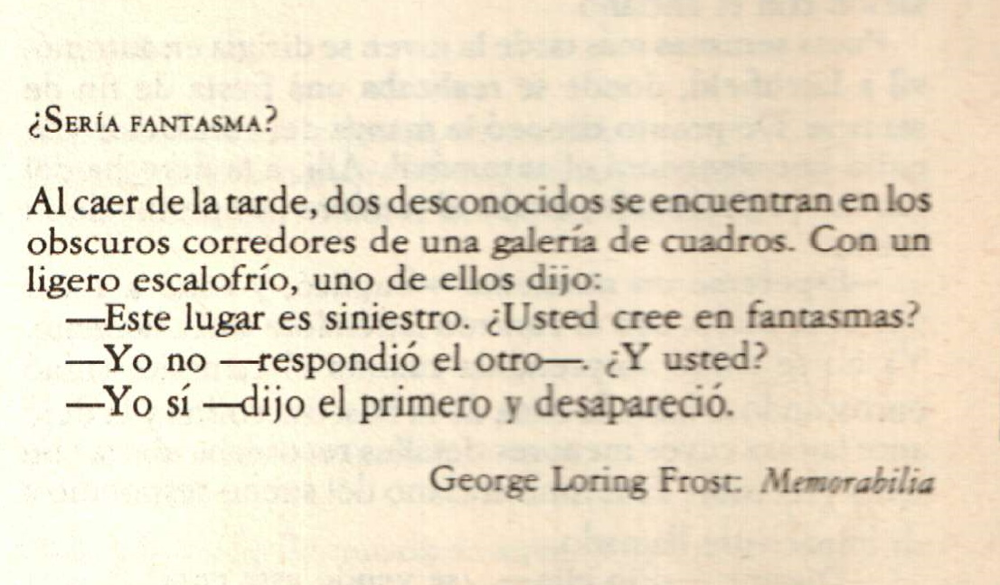 ¿SERÍA FANTASMA?
Al caer de la tarde, dos desconocidos se encuentran en los
obscuros corredores de una galería de cuadros. Con un
ligero escalofrío, uno de ellos dijo:
—Este lugar es siniestro. ¿Usted cree en fantasmas?
—Yo no —respondió el otro—. ¿Y usted?
—Yo sí —dijo el primero y desapareció.
George Loring Frost: Memorabilia